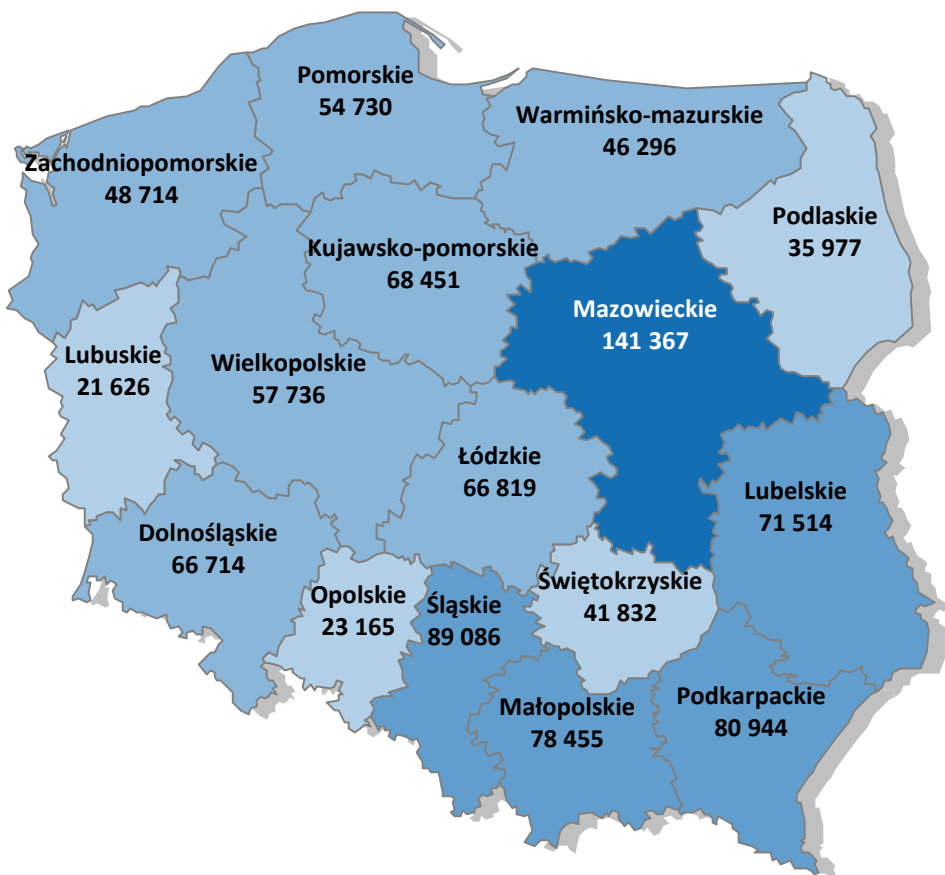 Pomorskie
54 730
Warmińsko-mazurskie
46 296
Zachodniopomorskie
48 714
Podlaskie
35 977
Kujawsko-pomorskie
68 451
Mazowieckie
141 367
Lubuskie
21 626
Wielkopolskie
57 736
Łódzkie
66 819
Lubelskie
71 514
Dolnośląskie
66 714
Opolskie
23 165
Śląskie
89 086
Świętokrzyskie
41 832
Małopolskie
78 455
Podkarpackie
80 944